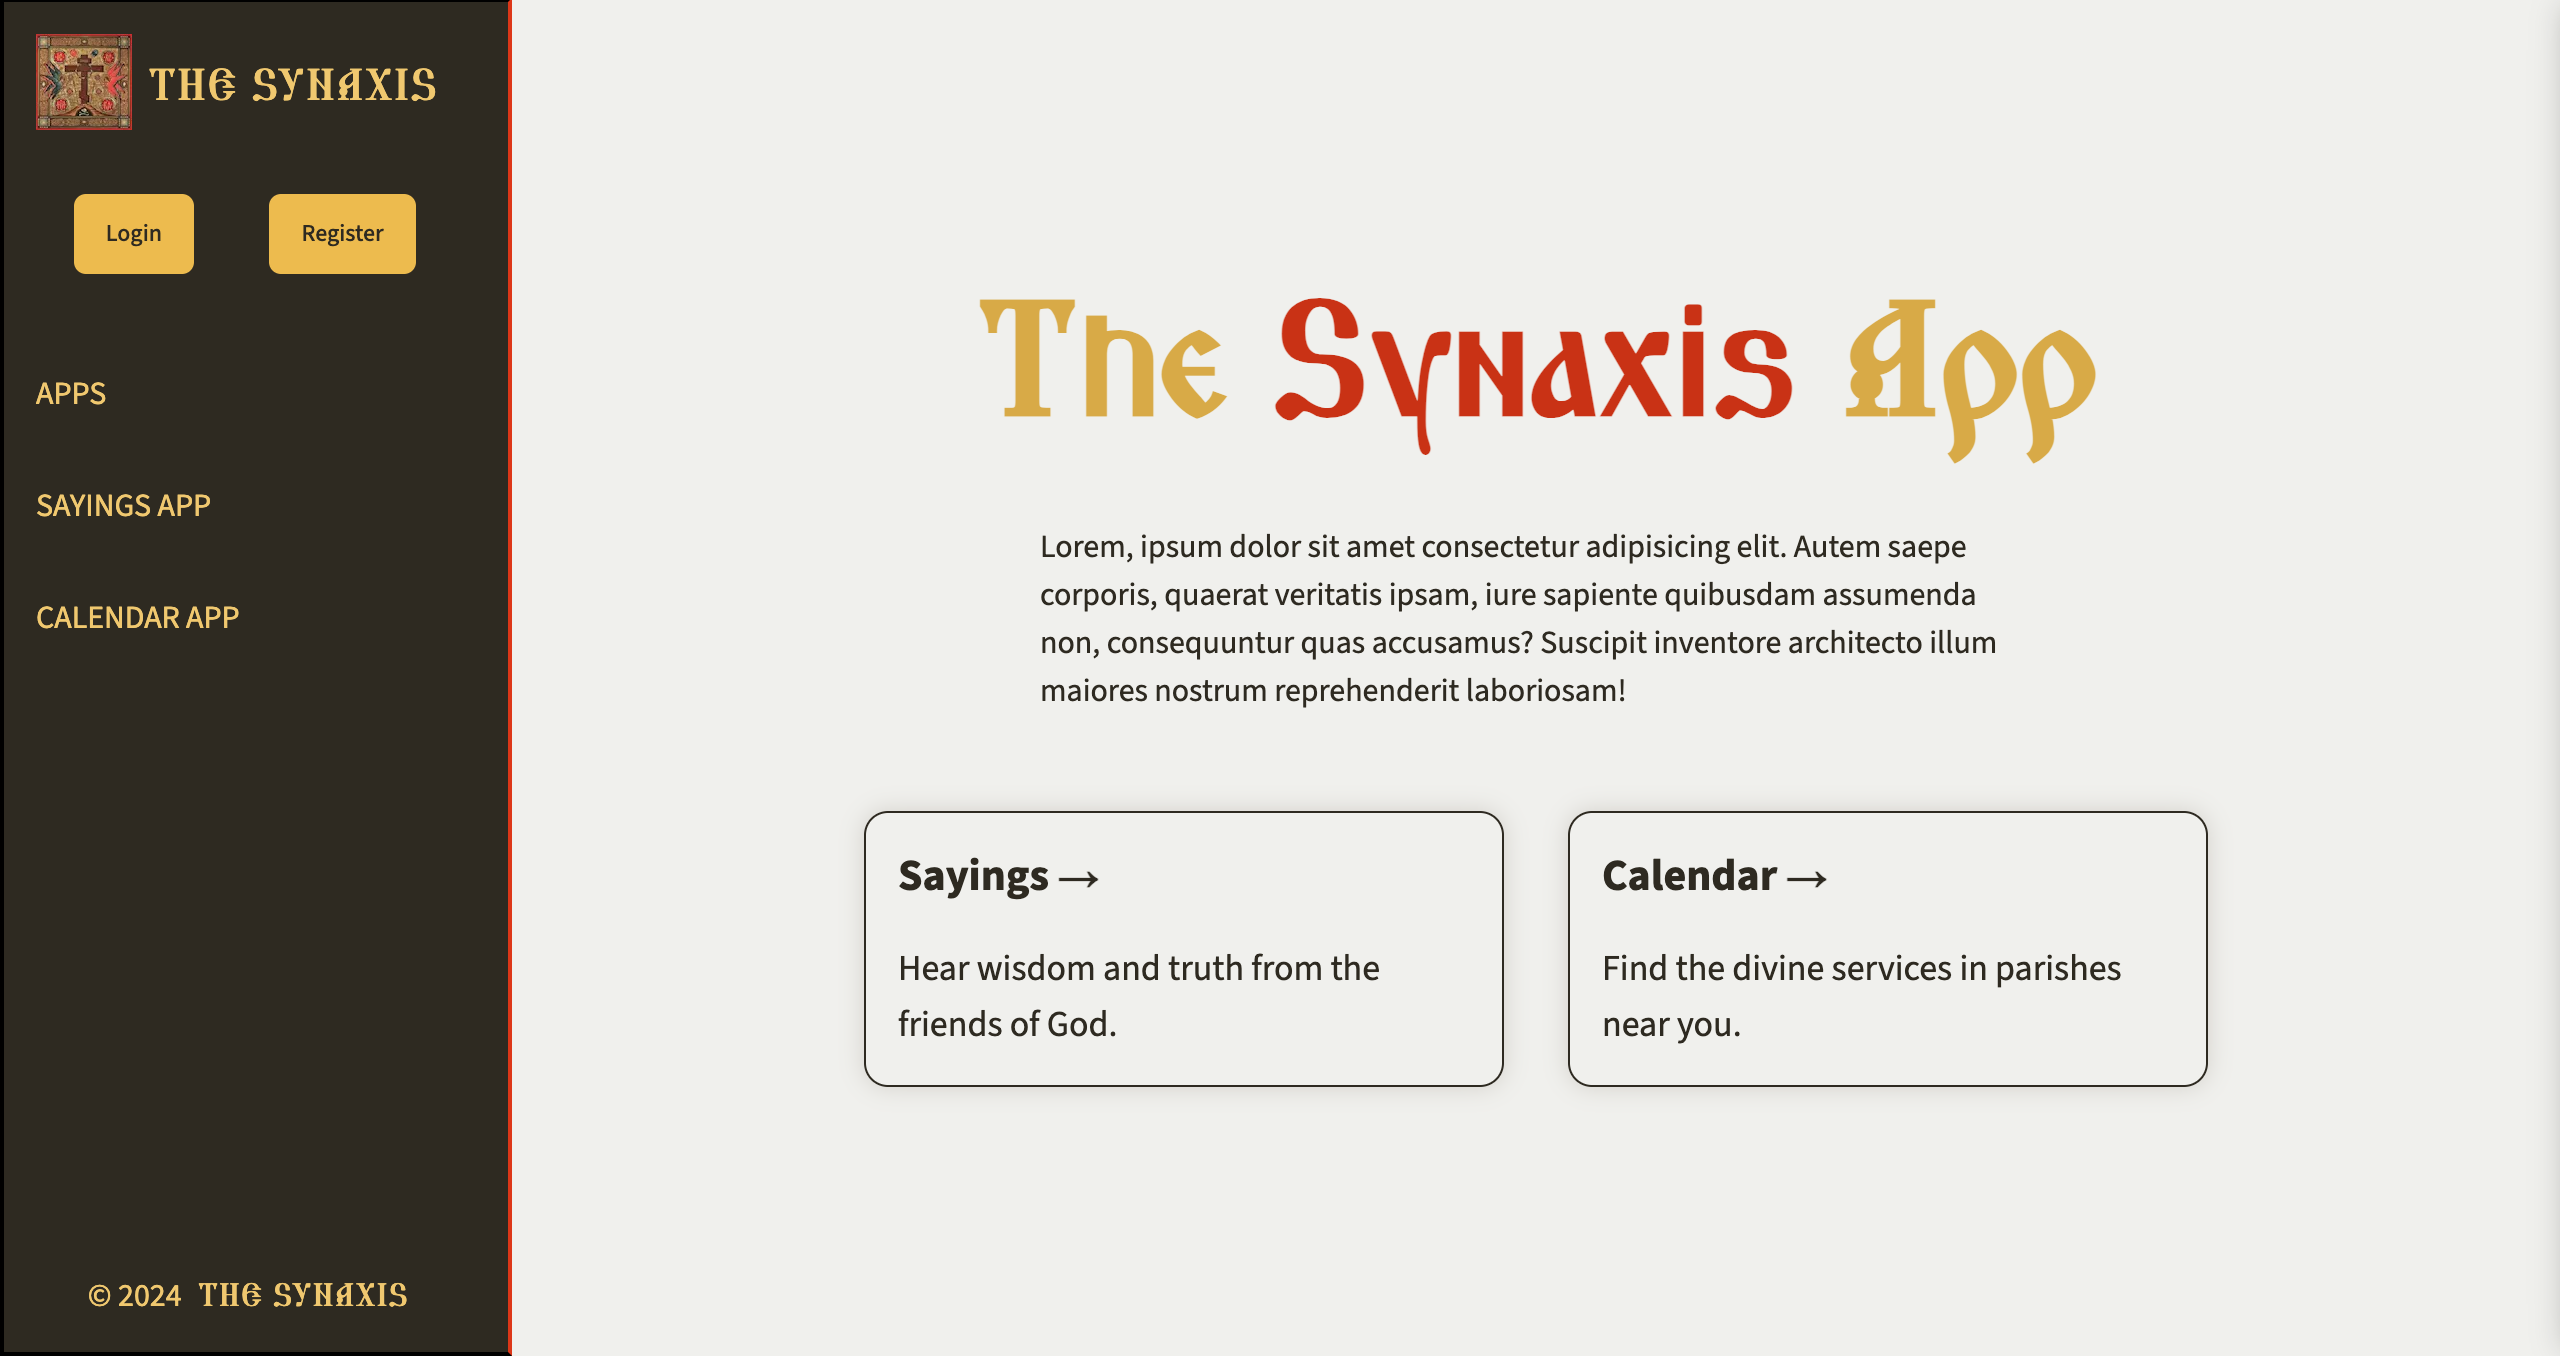 THE SYNAXIS
Login
Register
APPS
SAYINGS APP
CALENDAR APP
© 2024 THE SYNAXIS
The Synaxis App
Lorem, ipsum dolor sit amet consectetur adipisicing elit. Autem saepe
corporis, quaerat veritatis ipsam, iure sapiente quibusdam assumenda
non, consequuntur quas accusamus? Suscipit inventore architecto illum
maiores nostrum reprehenderit laboriosam!
Sayings →
Hear wisdom and truth from the
friends of God.
Calendar →
Find the divine services in parishes
near you.